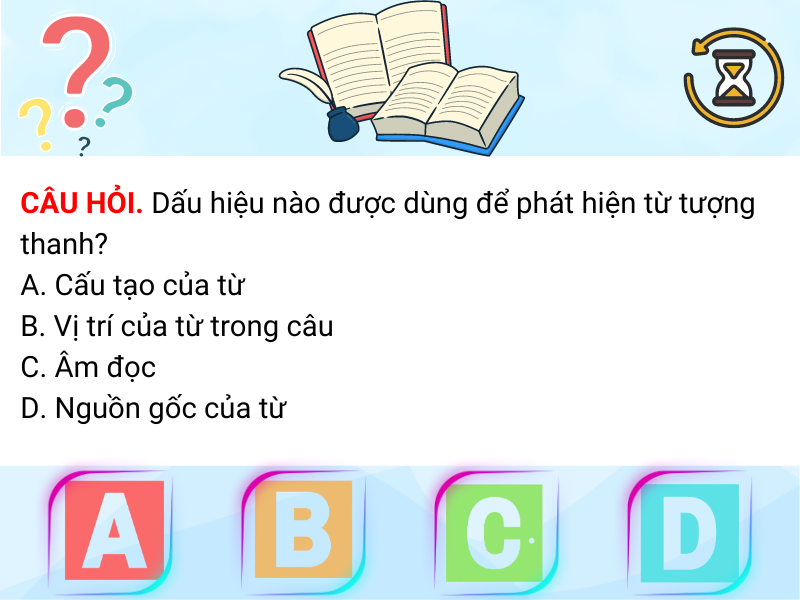 CÂU HỎI. Dấu hiệu nào được dùng để phát hiện từ tượng
thanh?
A. Cấu tạo của từ
B. Vị trí của từ trong câu
C. Âm đọc
D. Nguồn gốc của từ
A B C D